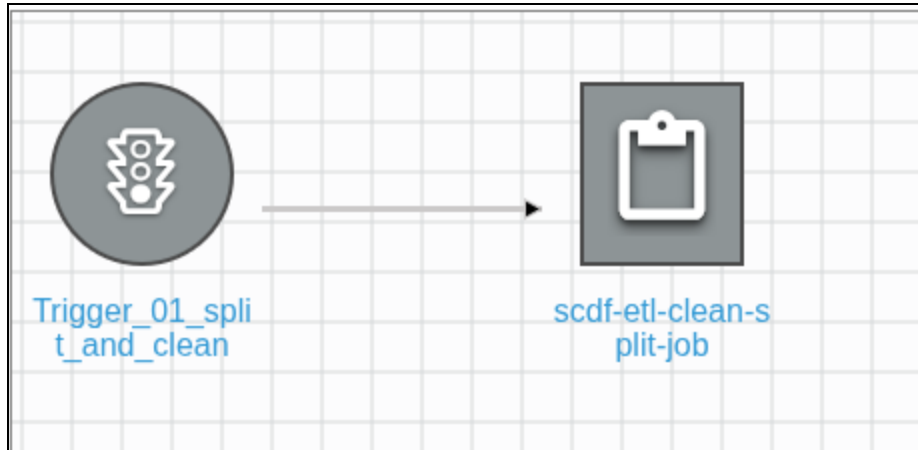 Trigger_01_spli
t_and_clean
scdf-etl-clean-s
plit-job